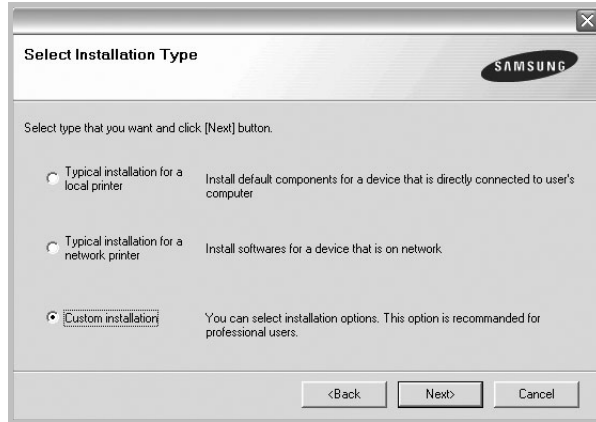 Select Installation Type
SAMSUNG
Select type that you want and click [Next] button.
Typical installation for a
local printer
Install default components for a device that is directly connected to user's
computer
Typical installation for a
network printer
Install softwares for a device that is on network
Custom installation
You can select installation options. This option is recommanded for
professional users.
<Back
Next>
Cancel